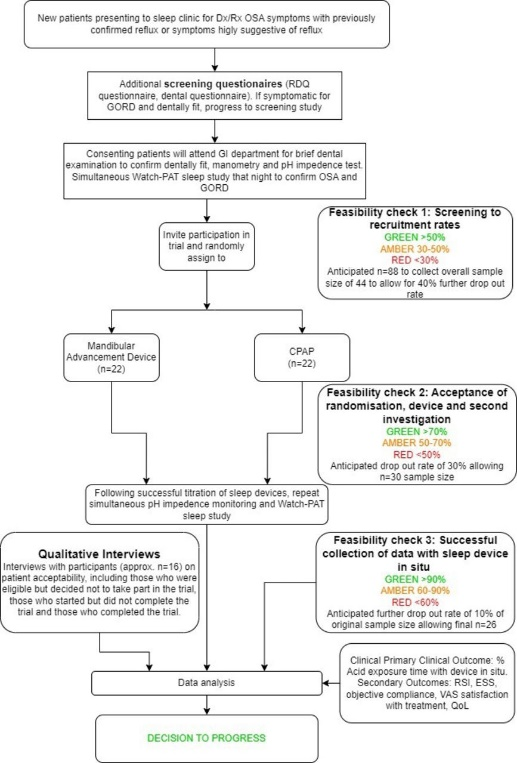 New patients presenting to sleep clinic for Dx/Rx OSA symptoms with previously
confirmed reflux or symptoms higly suggestive of reflux
Additional screening questionaires (RDQ
questionnaire, dental questionnaire). If symptomatic for
GORD and dentally fit, progress to screening study
Consenting patients will attend GI department for brief dental
examination to confirm dentally fit, manometry and pH impedence test.
Simultaneous Watch-PAT sleep study that night to confirm OSA and
GORD
Invite participation in
trial and randomly
assign to
Feasibility check 1: Screening to
recruitment rates
GREEN >50%
AMBER 30-50%
RED <30%
Anticipated n=88 to collect overall sample
size of 44 to allow for 40% further drop out
rate
Mandibular
Advancement Device
(n=22)
CPAP
(n=22)
Feasibility check 2: Acceptance of
randomisation, device and second
investigation
GREEN >70%
AMBER 50-70%
RED <50%
Anticipated drop out rate of 30% allowing
n=30 sample size
Following successful titration of sleep devices, repeat
simultaneous pH impedence monitoring and Watch-PAT
sleep study
Qualitative Interviews
Interviews with participants (approx. n=16) on
patient acceptability, including those who were
eligible but decided not to take part in the trial,
those who started but did not complete the
trial and those who completed the trial.
Feasibility check 3: Successful
collection of data with sleep device
in situ
GREEN >90%
AMBER 60-90%
RED <60%
Anticipated further drop out rate of 10% of
original sample size allowing final n=26
Data analysis
Clinical Primary Clinical Outcome: %
Acid exposure time with device in situ.
Secondary Outcomes: RSI, ESS,
objective compliance, VAS satisfaction
with treatment, QoL
DECISION TO PROGRESS